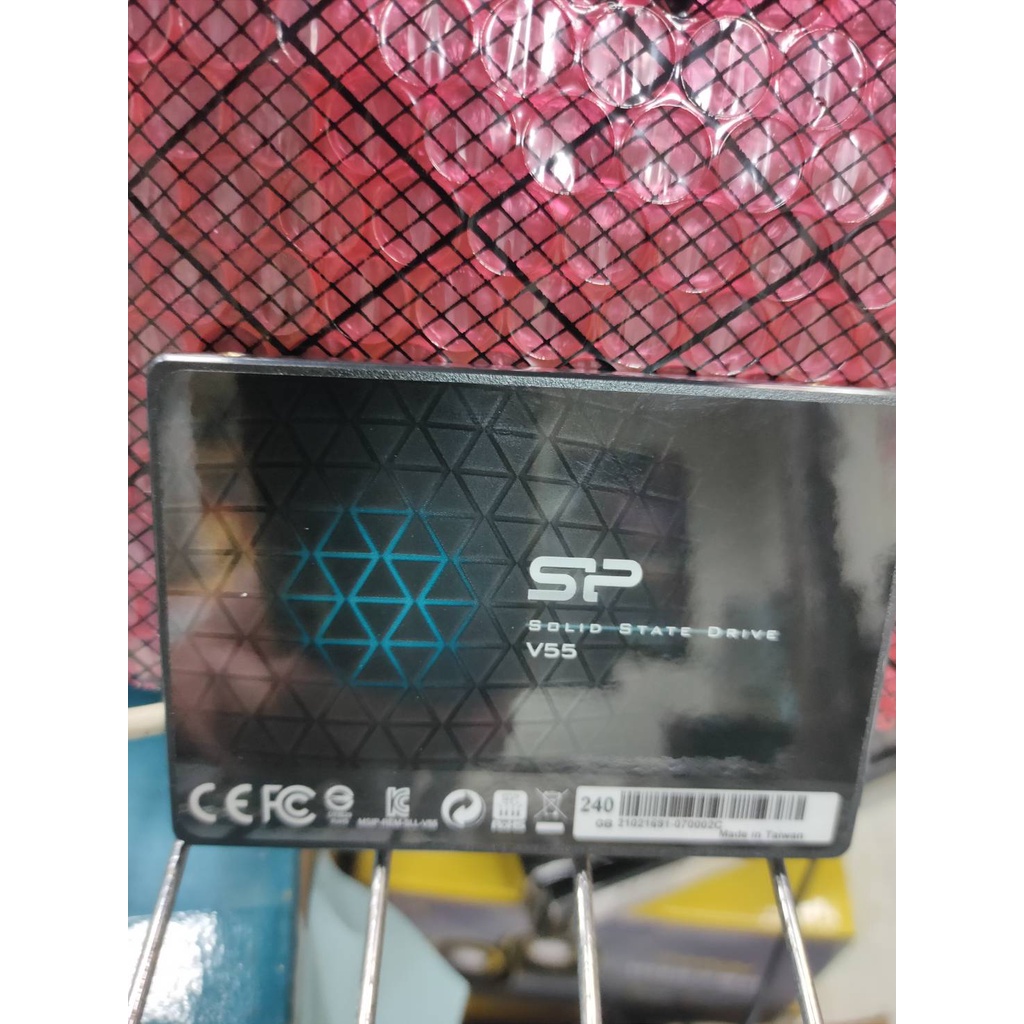 SP
SOLID STATE DRIVE
V55
CE FC
240
GB
Made in Taiwan